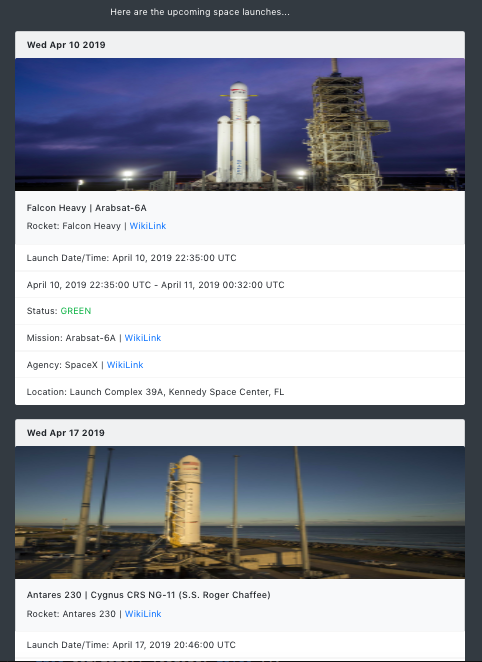 Here are the upcoming space launches...
Wed Apr 10 2019
Falcon Heavy | Arabsat-6A
Rocket: Falcon Heavy | WikiLink
Launch Date/Time: April 10, 2019 22:35:00 UTC
April 10, 2019 22:35:00 UTC - April 11, 2019 00:32:00 UTC
Status: GREEN
Mission: Arabsat-6A | WikiLink
Agency: SpaceX | WikiLink
Location: Launch Complex 39A, Kennedy Space Center, FL
Wed Apr 17 2019
Antares 230 | Cygnus CRS NG-11 (S.S. Roger Chaffee)
Rocket: Antares 230 | WikiLink
Launch Date/Time: April 17, 2019 20:46:00 UTC